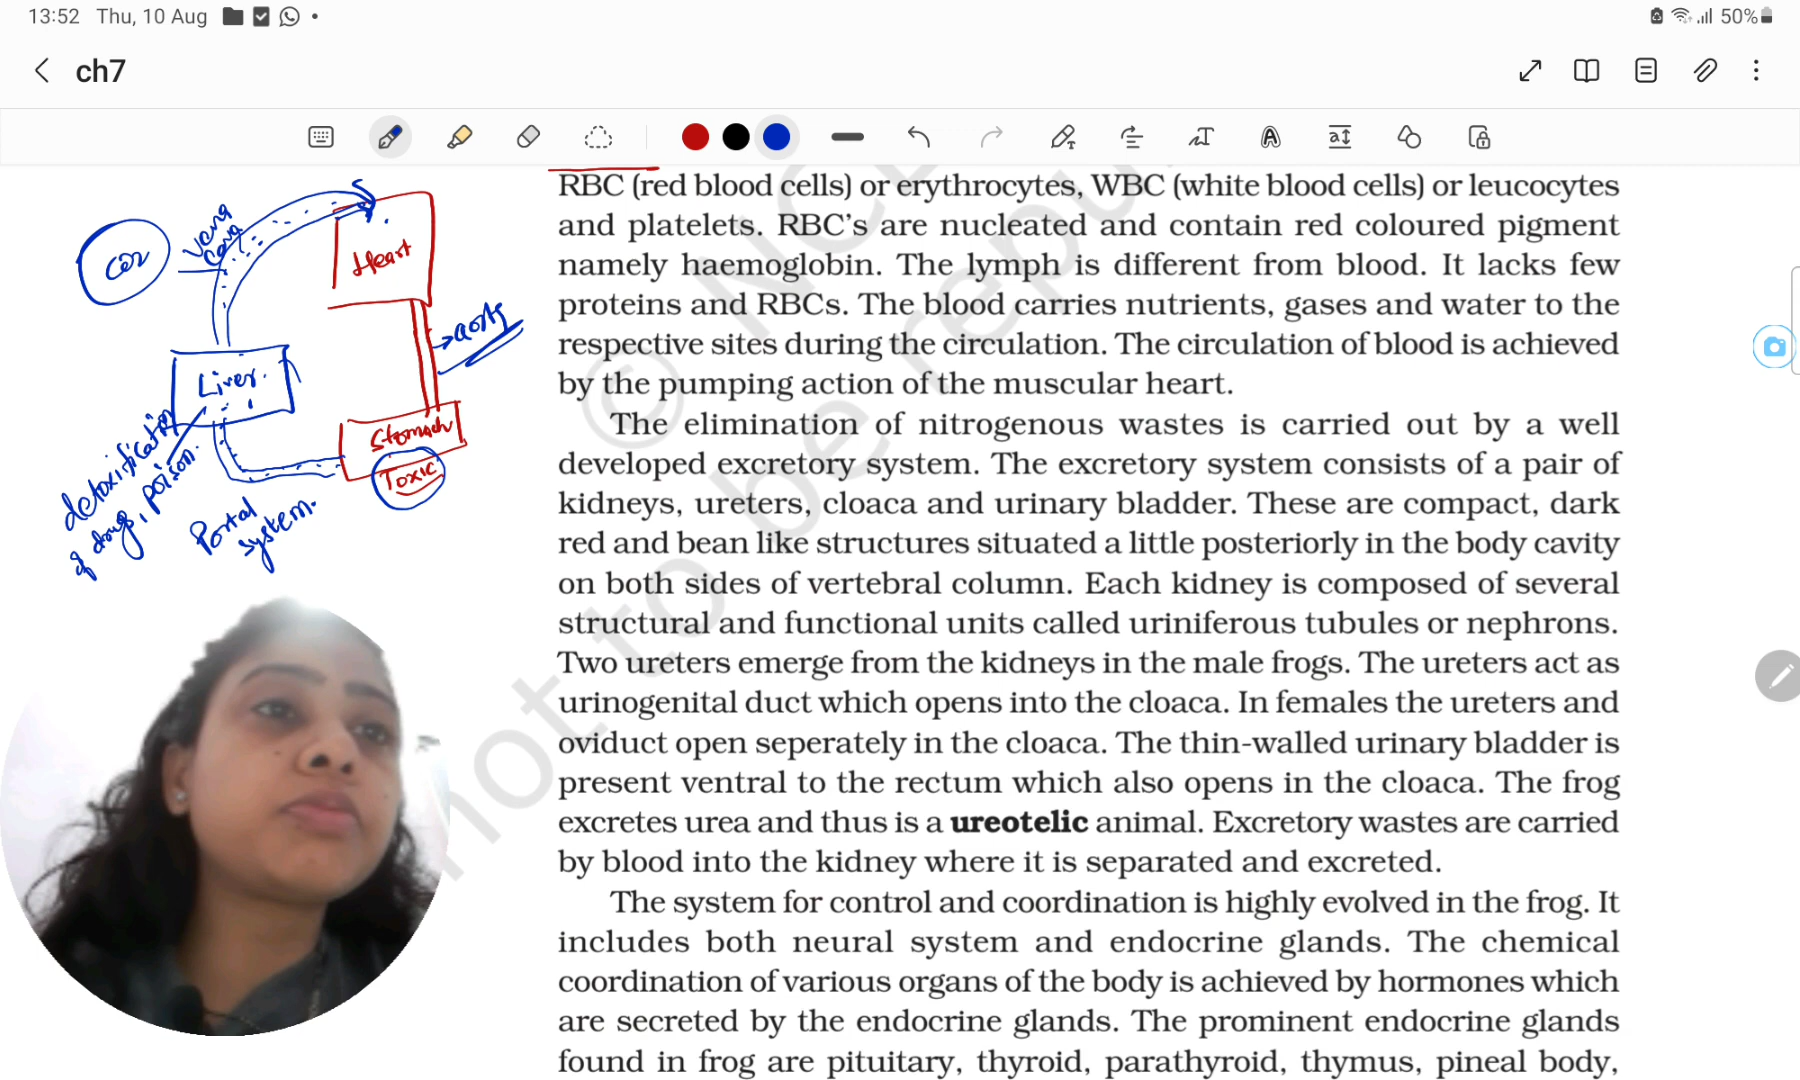 13:52 Thu, 10 Aug
50%
ch7
RBC (red blood cells) or erythrocytes, WBC (white blood cells) or leucocytes
and platelets. RBC’s are nucleated and contain red coloured pigment
namely haemoglobin. The lymph is different from blood. It lacks few
proteins and RBCs. The blood carries nutrients, gases and water to the
respective sites during the circulation. The circulation of blood is achieved
by the pumping action of the muscular heart.
The elimination of nitrogenous wastes is carried out by a well
developed excretory system. The excretory system consists of a pair of
kidneys, ureters, cloaca and urinary bladder. These are compact, dark
red and bean like structures situated a little posteriorly in the body cavity
on both sides of vertebral column. Each kidney is composed of several
structural and functional units called uriniferous tubules or nephrons.
Two ureters emerge from the kidneys in the male frogs. The ureters act as
urinogenital duct which opens into the cloaca. In females the ureters and
oviduct open seperately in the cloaca. The thin-walled urinary bladder is
present ventral to the rectum which also opens in the cloaca. The frog
excretes urea and thus is a ureotelic animal. Excretory wastes are carried
by blood into the kidney where it is separated and excreted.
The system for control and coordination is highly evolved in the frog. It
includes both neural system and endocrine glands. The chemical
coordination of various organs of the body is achieved by hormones which
are secreted by the endocrine glands. The prominent endocrine glands
found in frog are pituitary, thyroid, parathyroid, thymus, pineal body,
Vena
Cava
Heart
aorta
Liver
Stomach
Toxic
detoxification
of drugs, poison.
Portal
system.
not to be repu